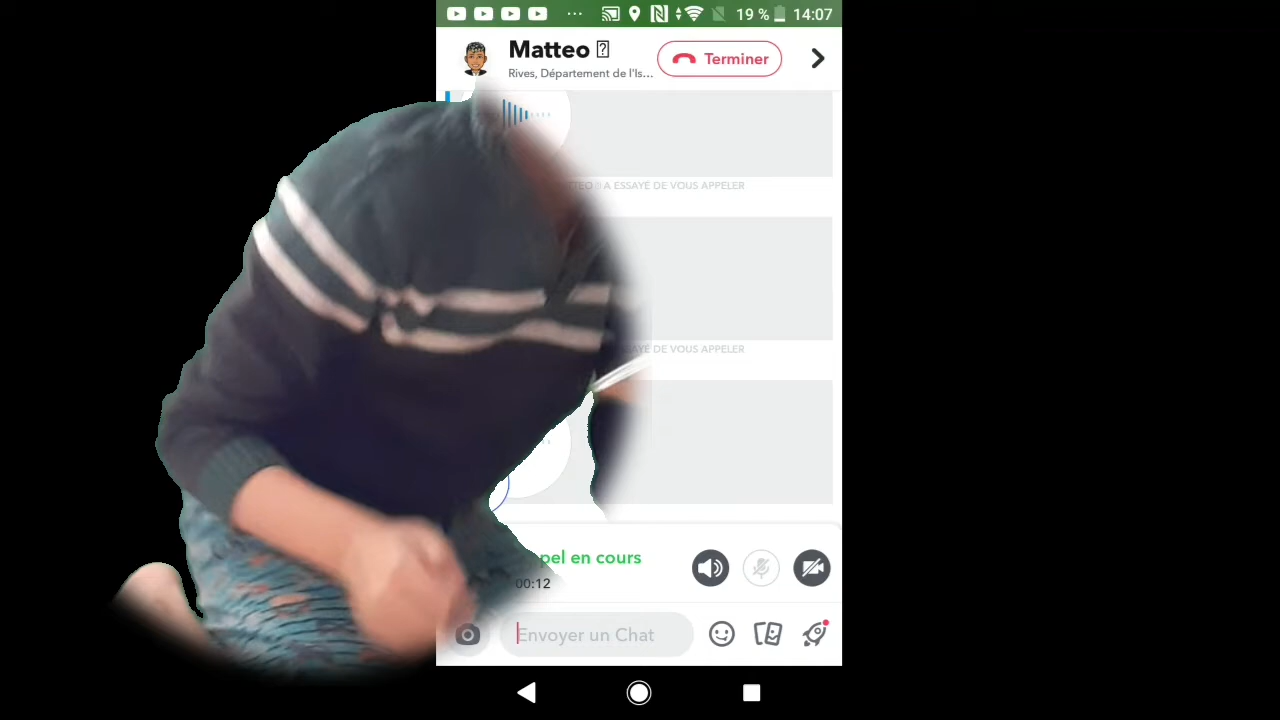 19 % 14:07
Matteo
Terminer
Rives, Département de l'Is...
A ESSAYÉ DE VOUS APPELER
DE VOUS APPELER
pel en cours
00:12
Envoyer un Chat